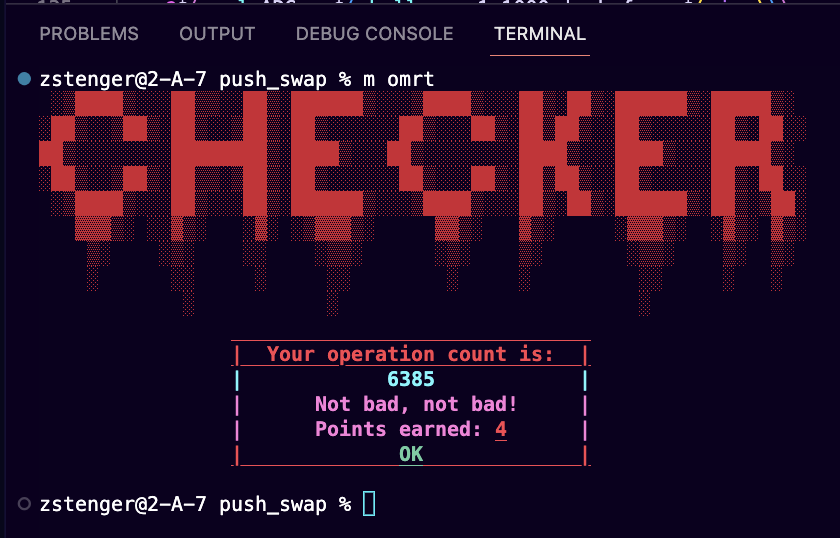 PROBLEMS OUTPUT DEBUG CONSOLE TERMINAL
zstenger@2-A-7 push_swap % m omrt
CHECKER
Your operation count is:
6385
Not bad, not bad!
Points earned: 4
OK
zstenger@2-A-7 push_swap %